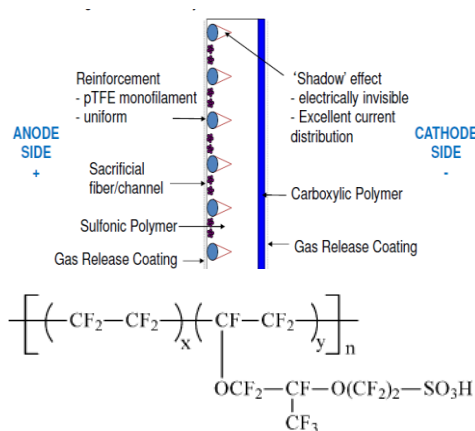 Reinforcement
- pTFE monofilament
- uniform
'Shadow' effect
- electrically invisible
- Excellent current
distribution
ANODE
SIDE
+
CATHODE
SIDE
-
Sacrificial
fiber/channel
Carboxylic Polymer
Sulfonic Polymer
Gas Release Coating
Gas Release Coating
[(CF2—CF2)x(CF—CF2)y]n
OCF2—CF—O(CF2)2—SO3H
CF3